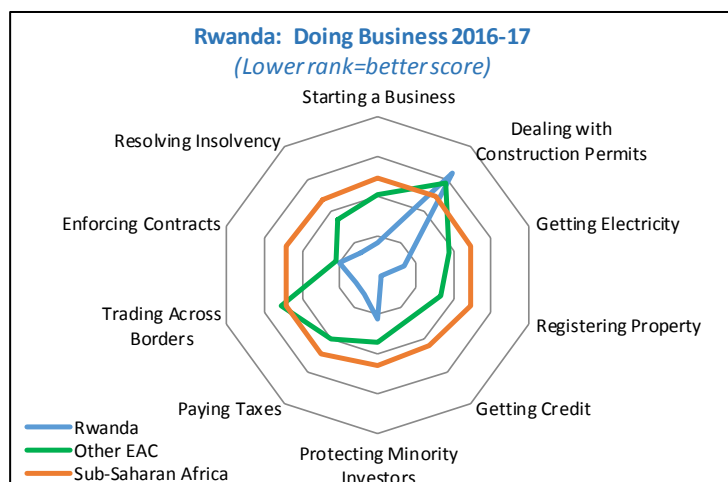 Rwanda: Doing Business 2016-17
(Lower rank=better score)
Starting a Business
Dealing with
Construction Permits
Getting Electricity
Registering Property
Getting Credit
Protecting Minority
Investors
Paying Taxes
Trading Across
Borders
Enforcing Contracts
Resolving Insolvency
Rwanda
Other EAC
Sub-Saharan Africa